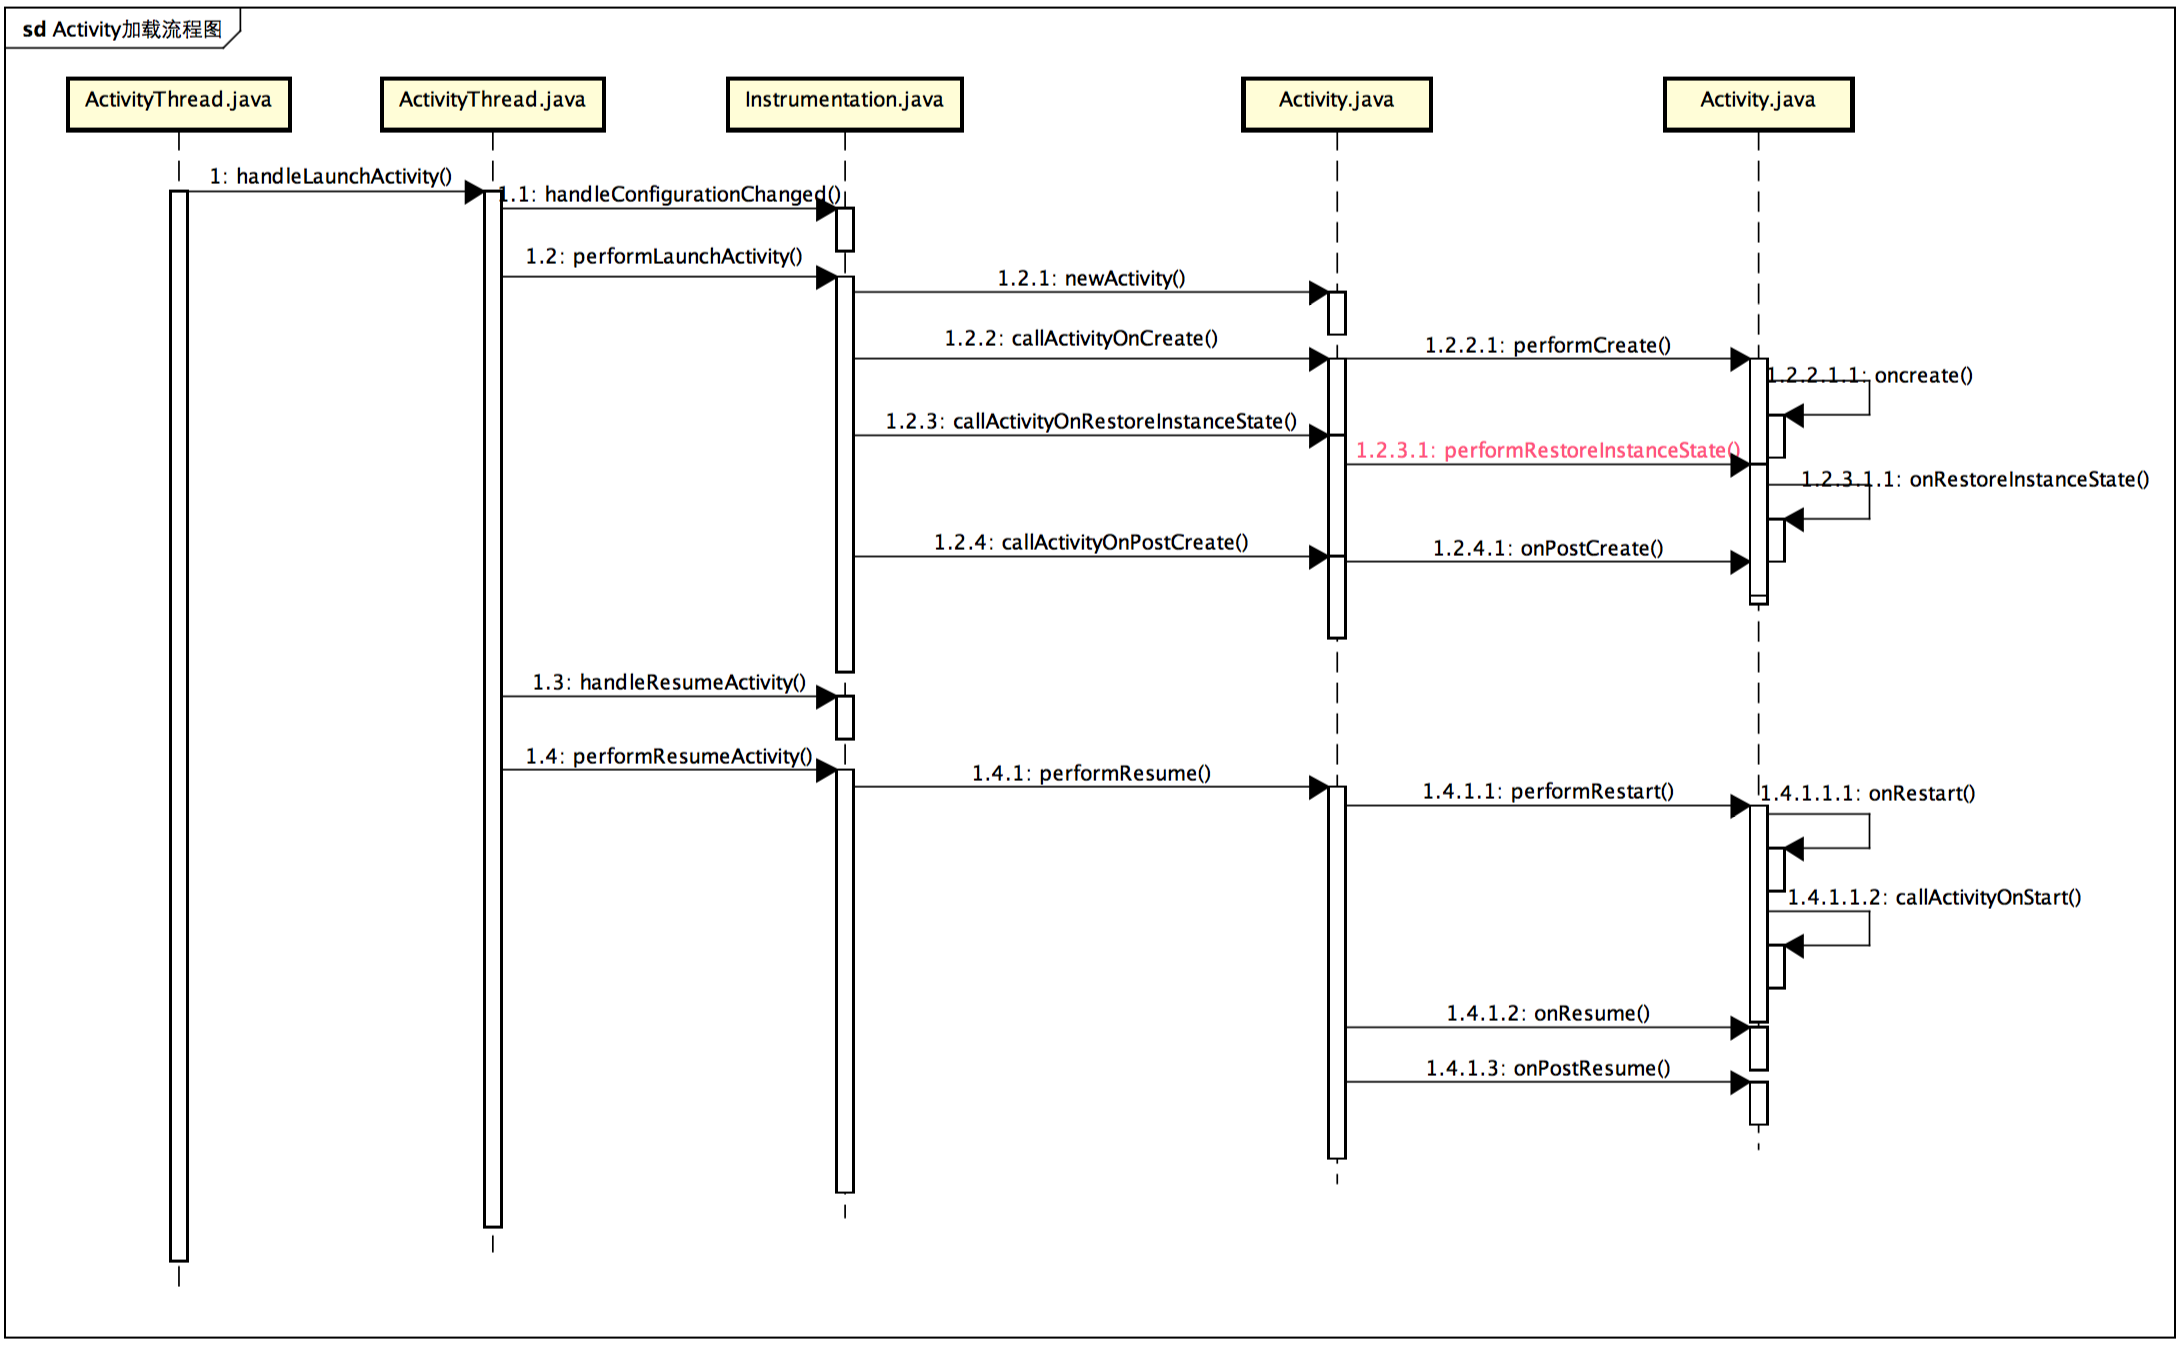 sd Activity加载流程图
ActivityThread.java
ActivityThread.java
Instrumentation.java
Activity.java
Activity.java
1: handleLaunchActivity()
1.1: handleConfigurationChanged()
1.2: performLaunchActivity()
1.2.1: newActivity()
1.2.2: callActivityOnCreate()
1.2.2.1: performCreate()
1.2.2.1.1: oncreate()
1.2.3: callActivityOnRestoreInstanceState()
1.2.3.1: performRestoreInstanceState()
1.2.3.1.1: onRestoreInstanceState()
1.2.4: callActivityOnPostCreate()
1.2.4.1: onPostCreate()
1.3: handleResumeActivity()
1.4: performResumeActivity()
1.4.1: performResume()
1.4.1.1: performRestart()
1.4.1.1.1: onRestart()
1.4.1.1.2: callActivityOnStart()
1.4.1.2: onResume()
1.4.1.3: onPostResume()